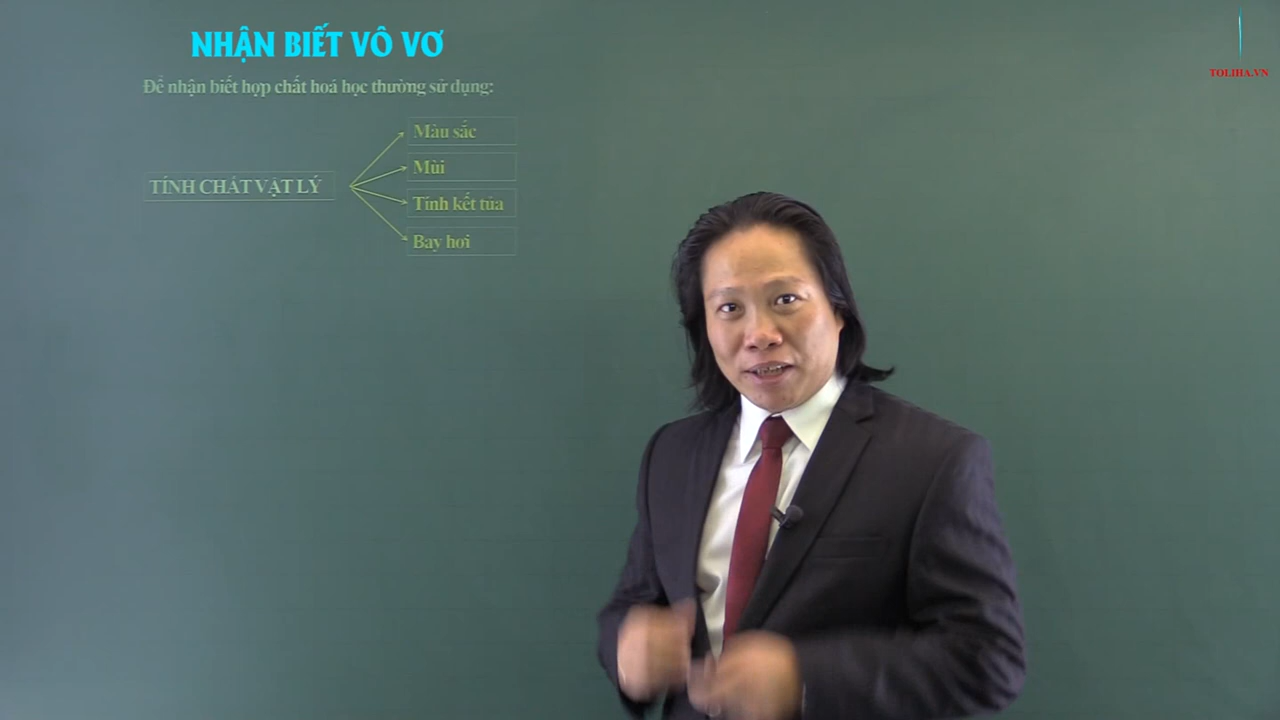 NHẬN BIẾT VÔ VƠ
Để nhận biết hợp chất hoá học thường sử dụng:
TÍNH CHẤT VẬT LÝ
Màu sắc
Mùi
Tính kết tủa
Bay hơi
TOLIHA.VN